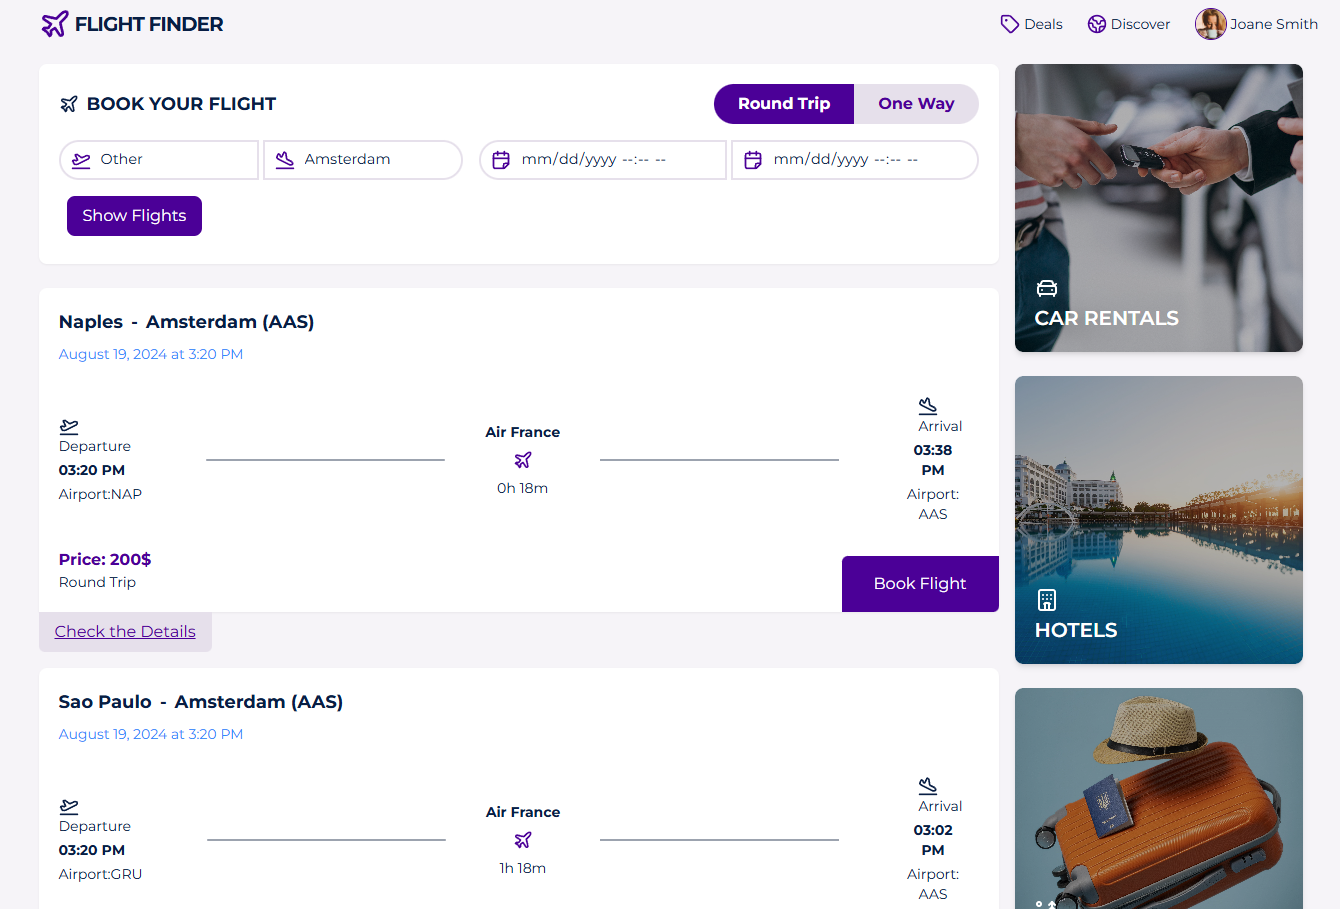 FLIGHT FINDER
Deals
Discover
Joane Smith
BOOK YOUR FLIGHT
Round Trip
One Way
Other
Amsterdam
mm/dd/yyyy --:-- --
mm/dd/yyyy --:-- --
Show Flights
Naples - Amsterdam (AAS)
August 19, 2024 at 3:20 PM
Departure
03:20 PM
Airport:NAP
Air France
0h 18m
Arrival
03:38
PM
Airport:
AAS
Price: 200$
Round Trip
Book Flight
Check the Details
Sao Paulo - Amsterdam (AAS)
August 19, 2024 at 3:20 PM
Departure
03:20 PM
Airport:GRU
Air France
1h 18m
Arrival
03:02
PM
Airport:
AAS
CAR RENTALS
HOTELS